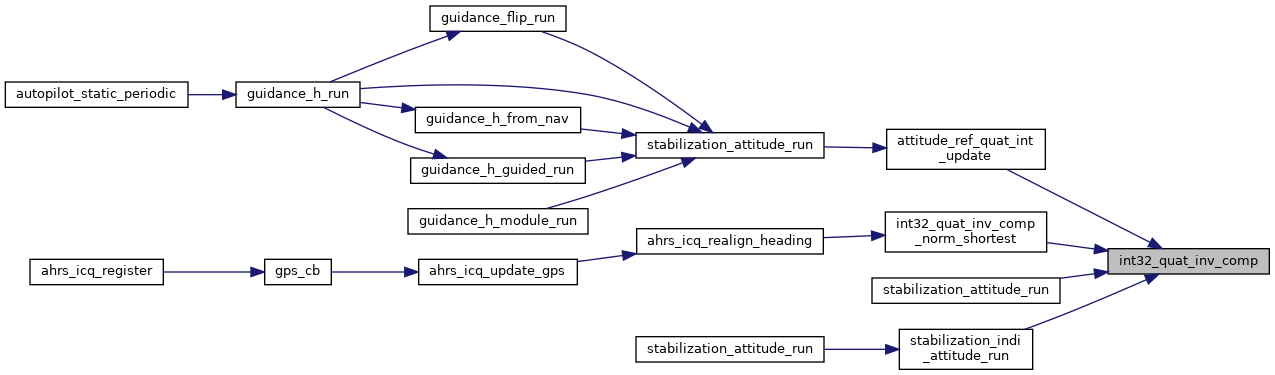 guidance_flip_run
autopilot_static_periodic
guidance_h_run
guidance_h_from_nav
stabilization_attitude_run
attitude_ref_quat_int
_update
guidance_h_guided_run
guidance_h_module_run
int32_quat_inv_comp
_norm_shortest
ahrs_icq_realign_heading
int32_quat_inv_comp
ahrs_icq_register
gps_cb
ahrs_icq_update_gps
stabilization_attitude_run
stabilization_indi
_attitude_run
stabilization_attitude_run